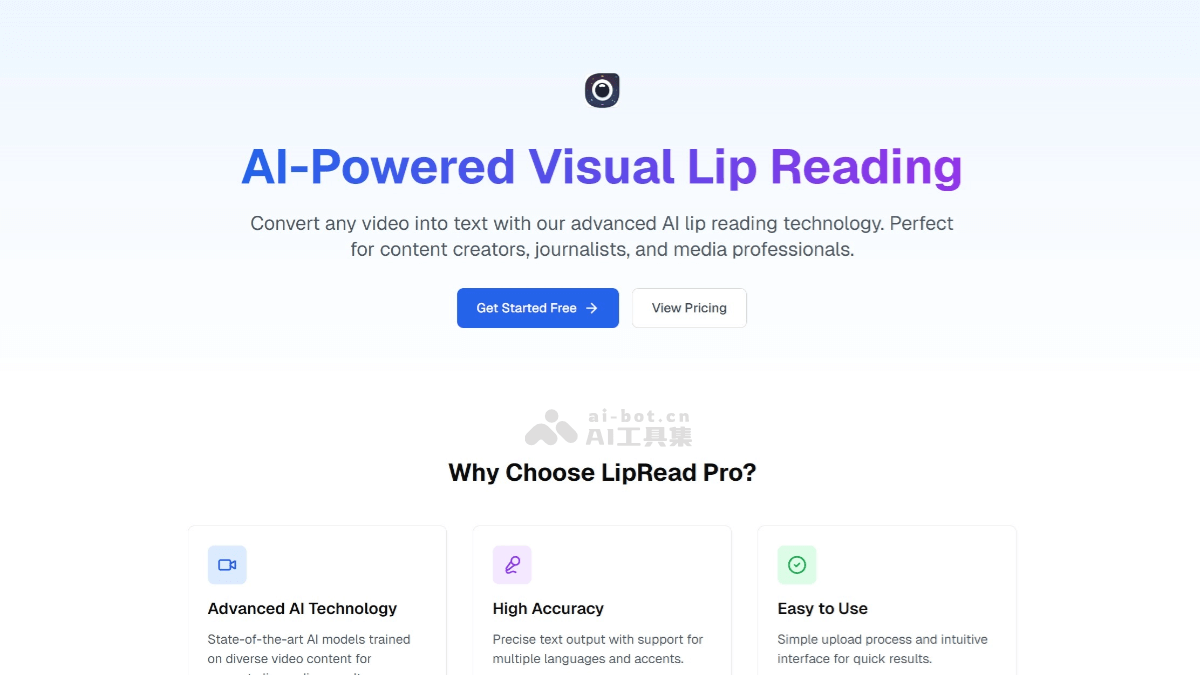 AI-Powered Visual Lip Reading
Convert any video into text with our advanced AI lip reading technology. Perfect
for content creators, journalists, and media professionals.
Get Started Free
View Pricing
ai-bot.cn
AI工具集
Why Choose LipRead Pro?
Advanced AI Technology
State-of-the-art AI models trained
on diverse video content for
High Accuracy
Precise text output with support for
multiple languages and accents.
Easy to Use
Simple upload process and intuitive
interface for quick results.